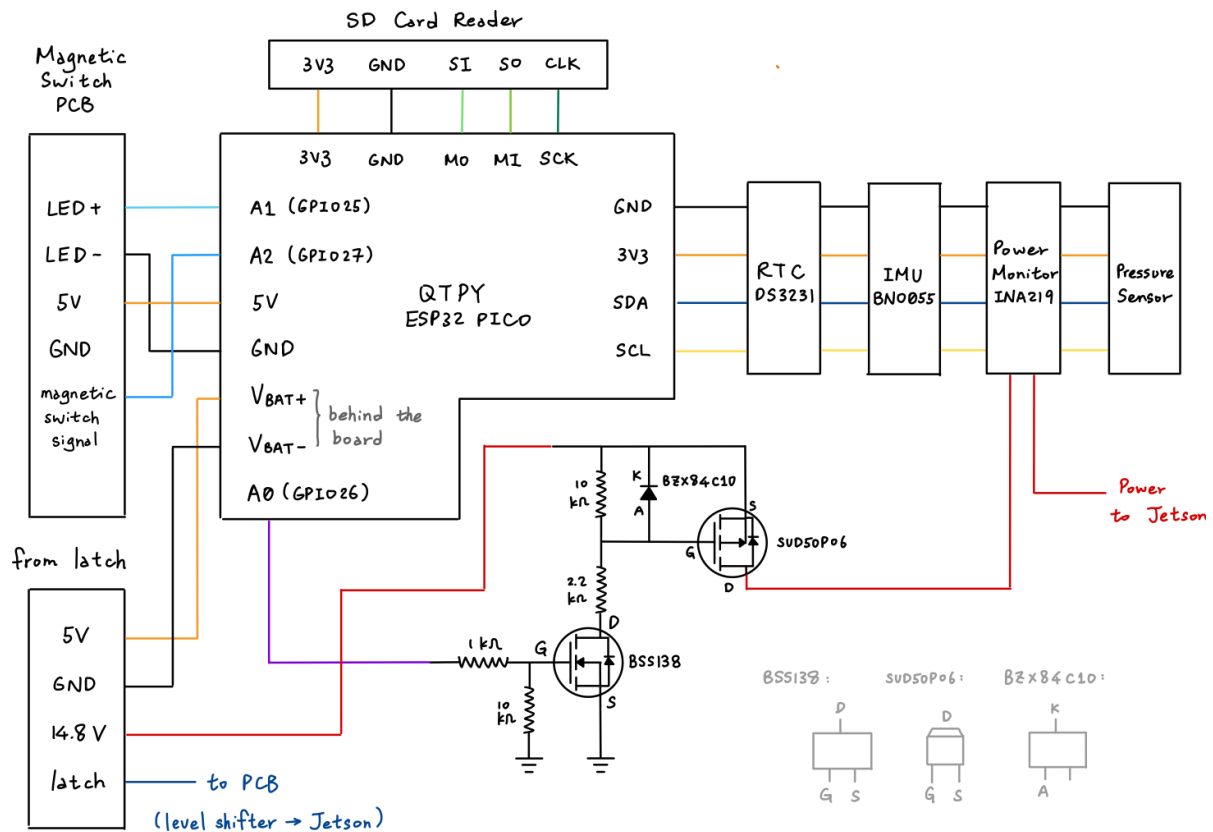 SD Card Reader
3V3 GND SI SO CLK
Magnetic
Switch
PCB
LED+
LED-
5V
GND
magnetic
switch
signal
3V3 GND MO MI SCK
A1 (GPIO25)
A2 (GPIO27)
5V
GND
VBAT+
VBAT-
behind the
board
A0 (GPIO26)
QTPY
ESP32 PICO
GND
3V3
SDA
SCL
RTC
DS3231
IMU
BNO055
Power
Monitor
INA219
Pressure
Sensor
Power
to Jetson
10
kΩ
K
A
BZX84C10
S
G
D
SUD50P06
2.2
kΩ
D
G
S
BSS138
1 kΩ
10
kΩ
from latch
5V
GND
14.8 V
latch
to PCB
(level shifter → Jetson)
BSS138:
D
G S
SUD50P06:
D
G S
BZX84C10:
K
A